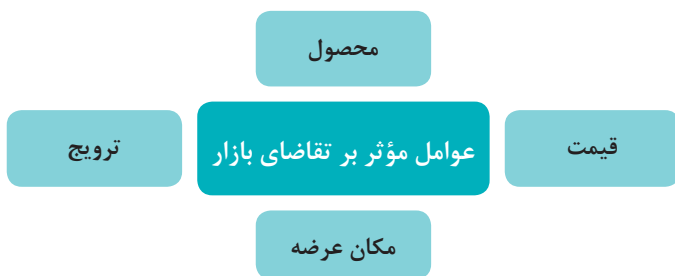 محصول
قیمت
عوامل مؤثر بر تقاضای بازار
ترویج
مکان عرضه